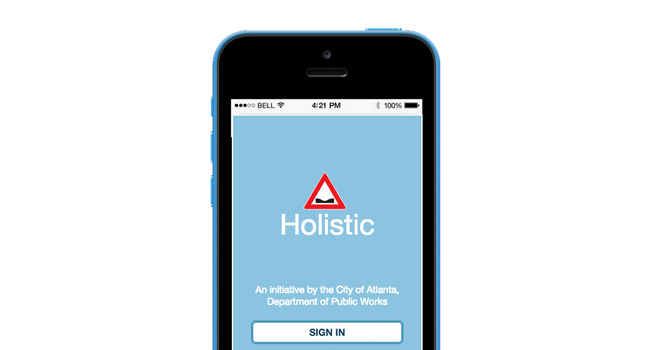 BELL 4:21 PM 100%
Holistic
An initiative by the City of Atlanta,
Department of Public Works
SIGN IN